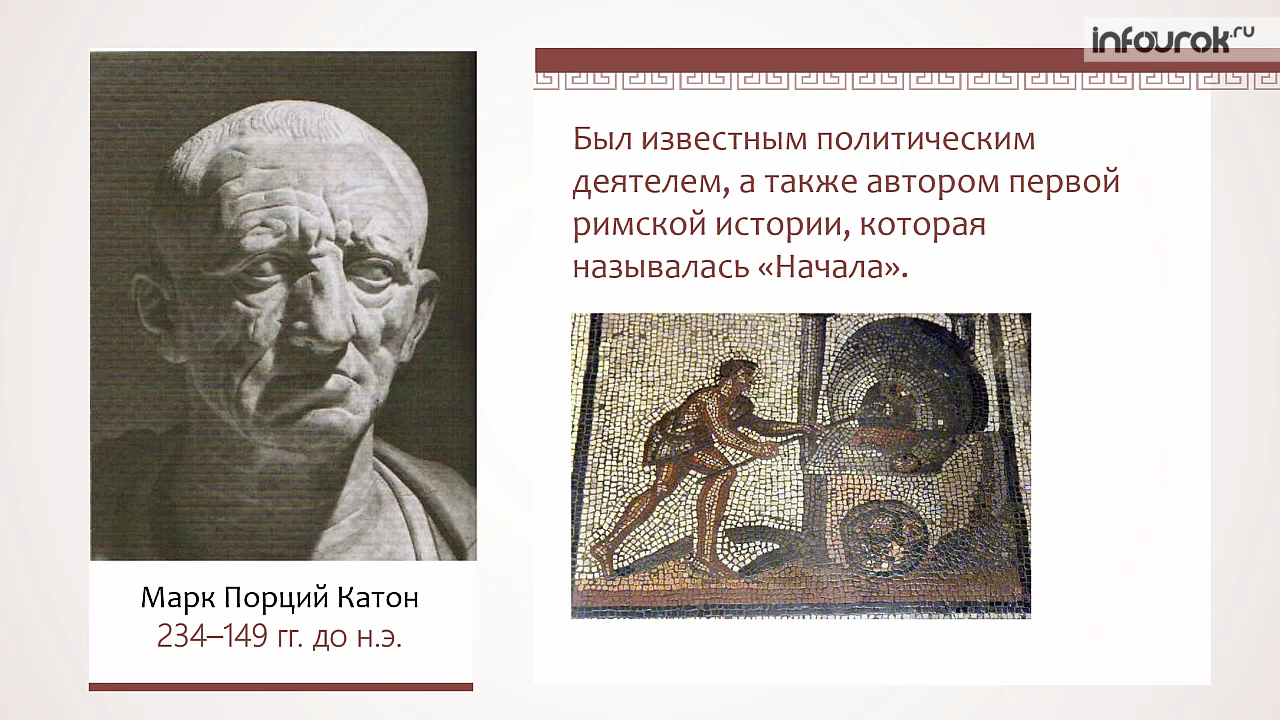 infourok.ru
Был известным политическим
деятелем, а также автором первой
римской истории, которая
называлась «Начала».
Марк Порций Катон
234–149 гг. до н.э.